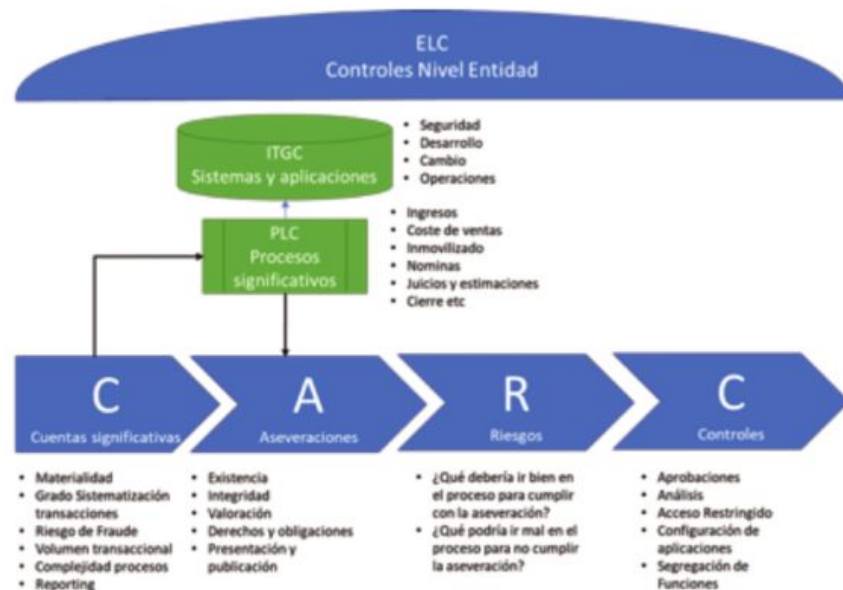 ELC
Controles Nivel Entidad
ITGC
Sistemas y aplicaciones
• Seguridad
• Desarrollo
• Cambio
• Operaciones
PLC
Procesos
significativos
• Ingresos
• Coste de ventas
• Inmovilizado
• Nominas
• Juicios y estimaciones
• Cierre etc
C
Cuentas significativas
A
Aseveraciones
R
Riesgos
C
Controles
• Materialidad
• Grado Sistematización
transacciones
• Riesgo de Fraude
• Volumen transaccional
• Complejidad procesos
• Reporting
• Existencia
• Integridad
• Valoración
• Derechos y obligaciones
• Presentación y
publicación
• ¿Qué debería ir bien en
el proceso para cumplir
con la aseveración?
• ¿Qué podría ir mal en el
proceso para no cumplir
la aseveración?
• Aprobaciones
• Análisis
• Acceso Restringido
• Configuración de
aplicaciones
• Segregación de
Funciones